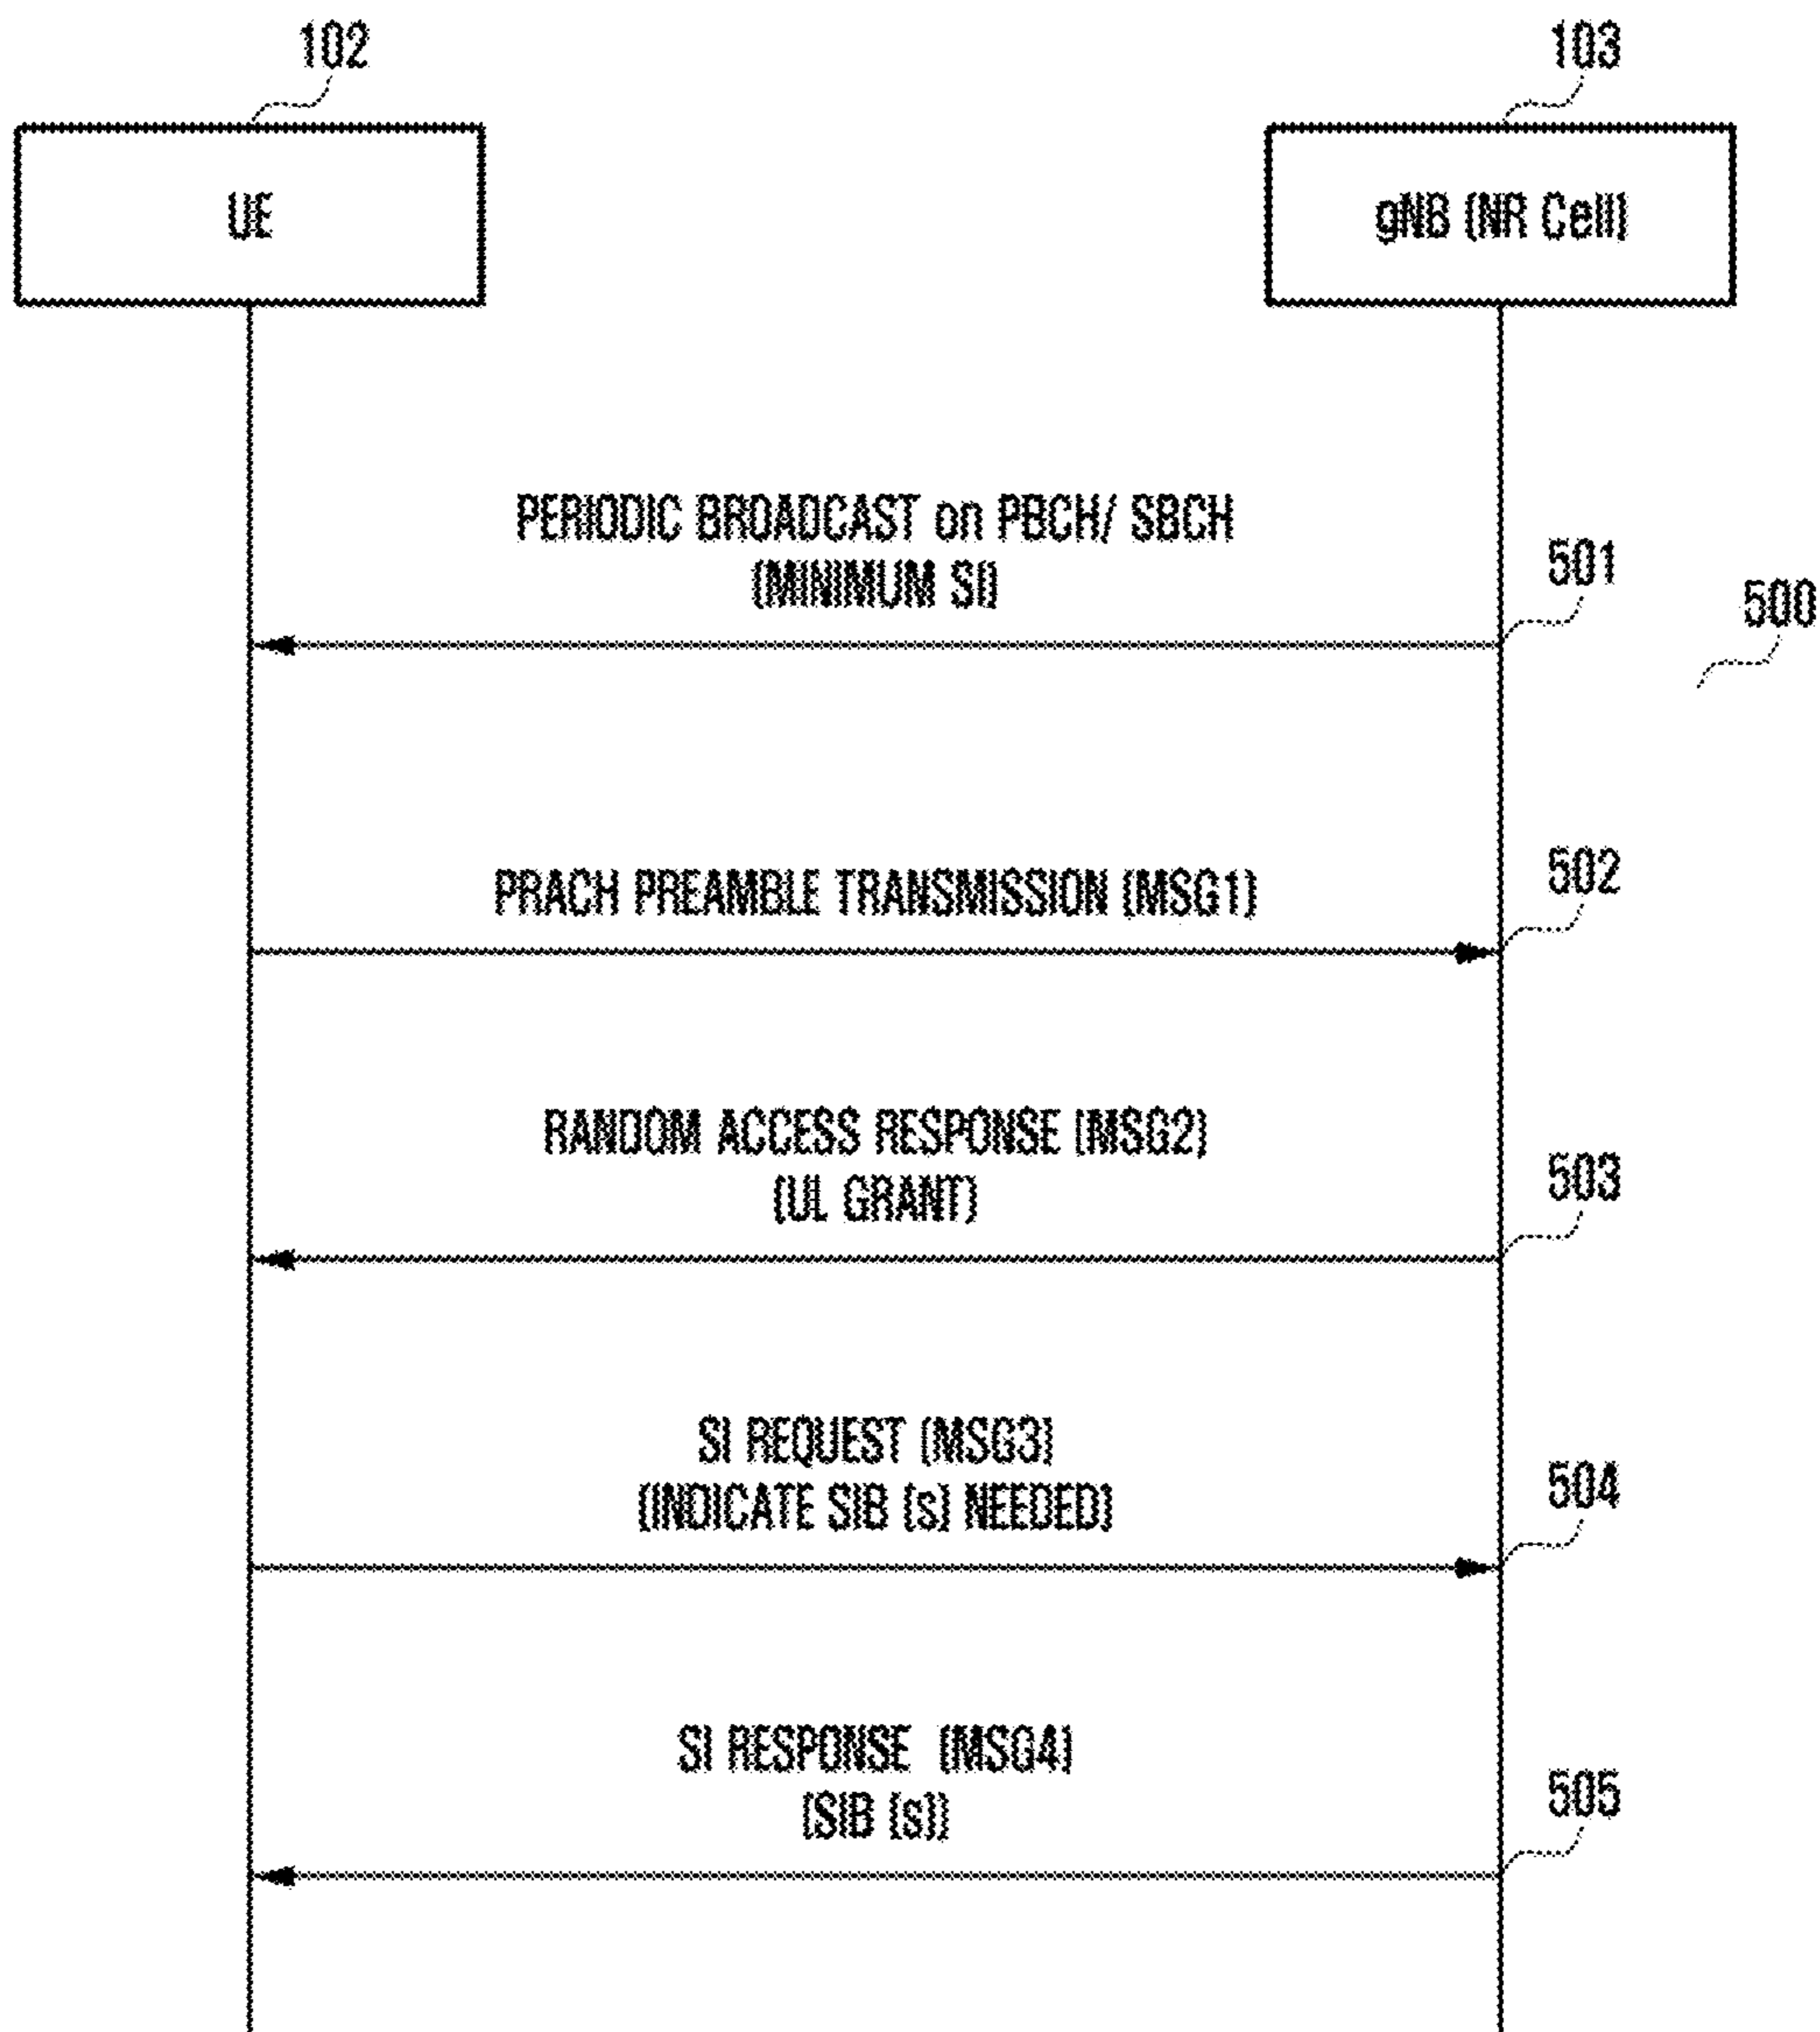 102
103
UE
gNB (NR Cell)
PERIODIC BROADCAST on PBCH/ SBCH
(MINIMUM SI)
501
500
PRACH PREAMBLE TRANSMISSION (MSG1)
502
RANDOM ACCESS RESPONSE (MSG2)
(UL GRANT)
503
SI REQUEST (MSG3)
(INDICATE SIB (s) NEEDED)
504
SI RESPONSE (MSG4)
(SIB (s))
505